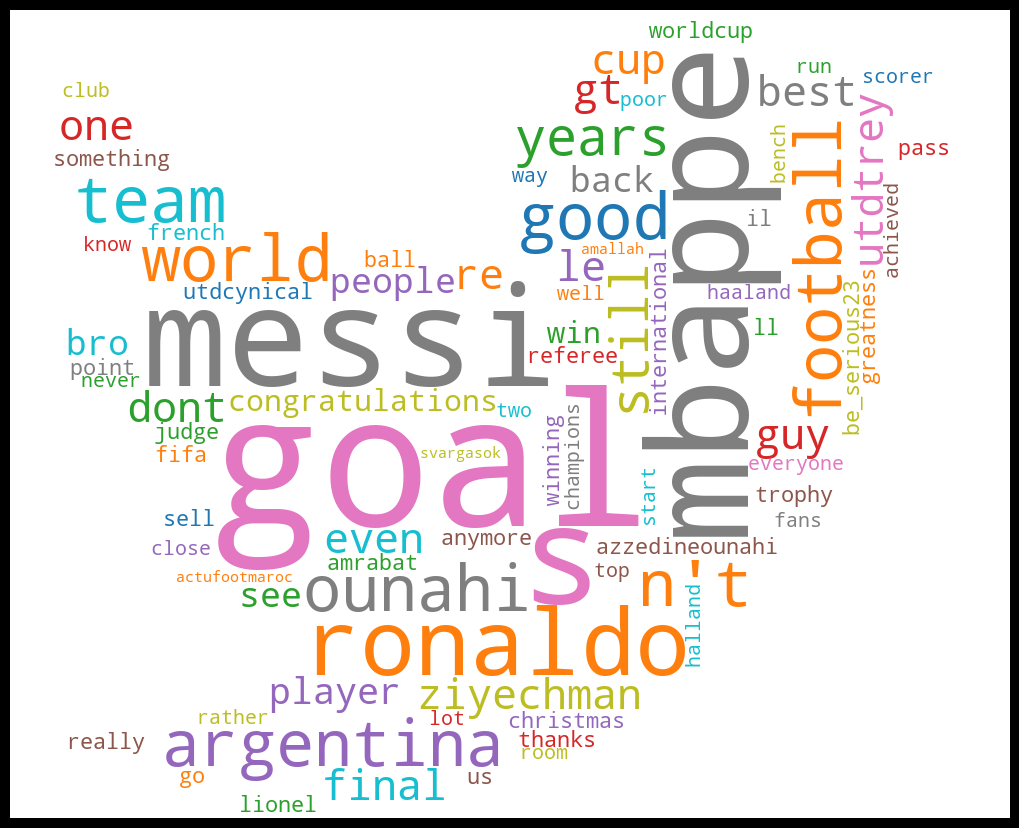 worldcup
cup
run
scorer
club
gt
poor
best
one
years
football
utdtrey
mbappe
bench
pass
something
way
back
team
good
il
achieved
french
know
world
amallah
ball
people
re
le
still
international
utdcynical
well
haaland
be_serious23
greatness
messi
bro
win
ll
point
referee
never
dont
congratulations
two
guy
judge
goal
champions
winning
svargasok
fifa
everyone
start
trophy
sell
fans
even
anymore
close
s
azzedineounahi
amrabat
top
actufootmaroc
ounahi
n't
see
halland
ronaldo
player
ziyechman
rather
lot
christmas
really
argentina
thanks
room
go
final
us
lionel